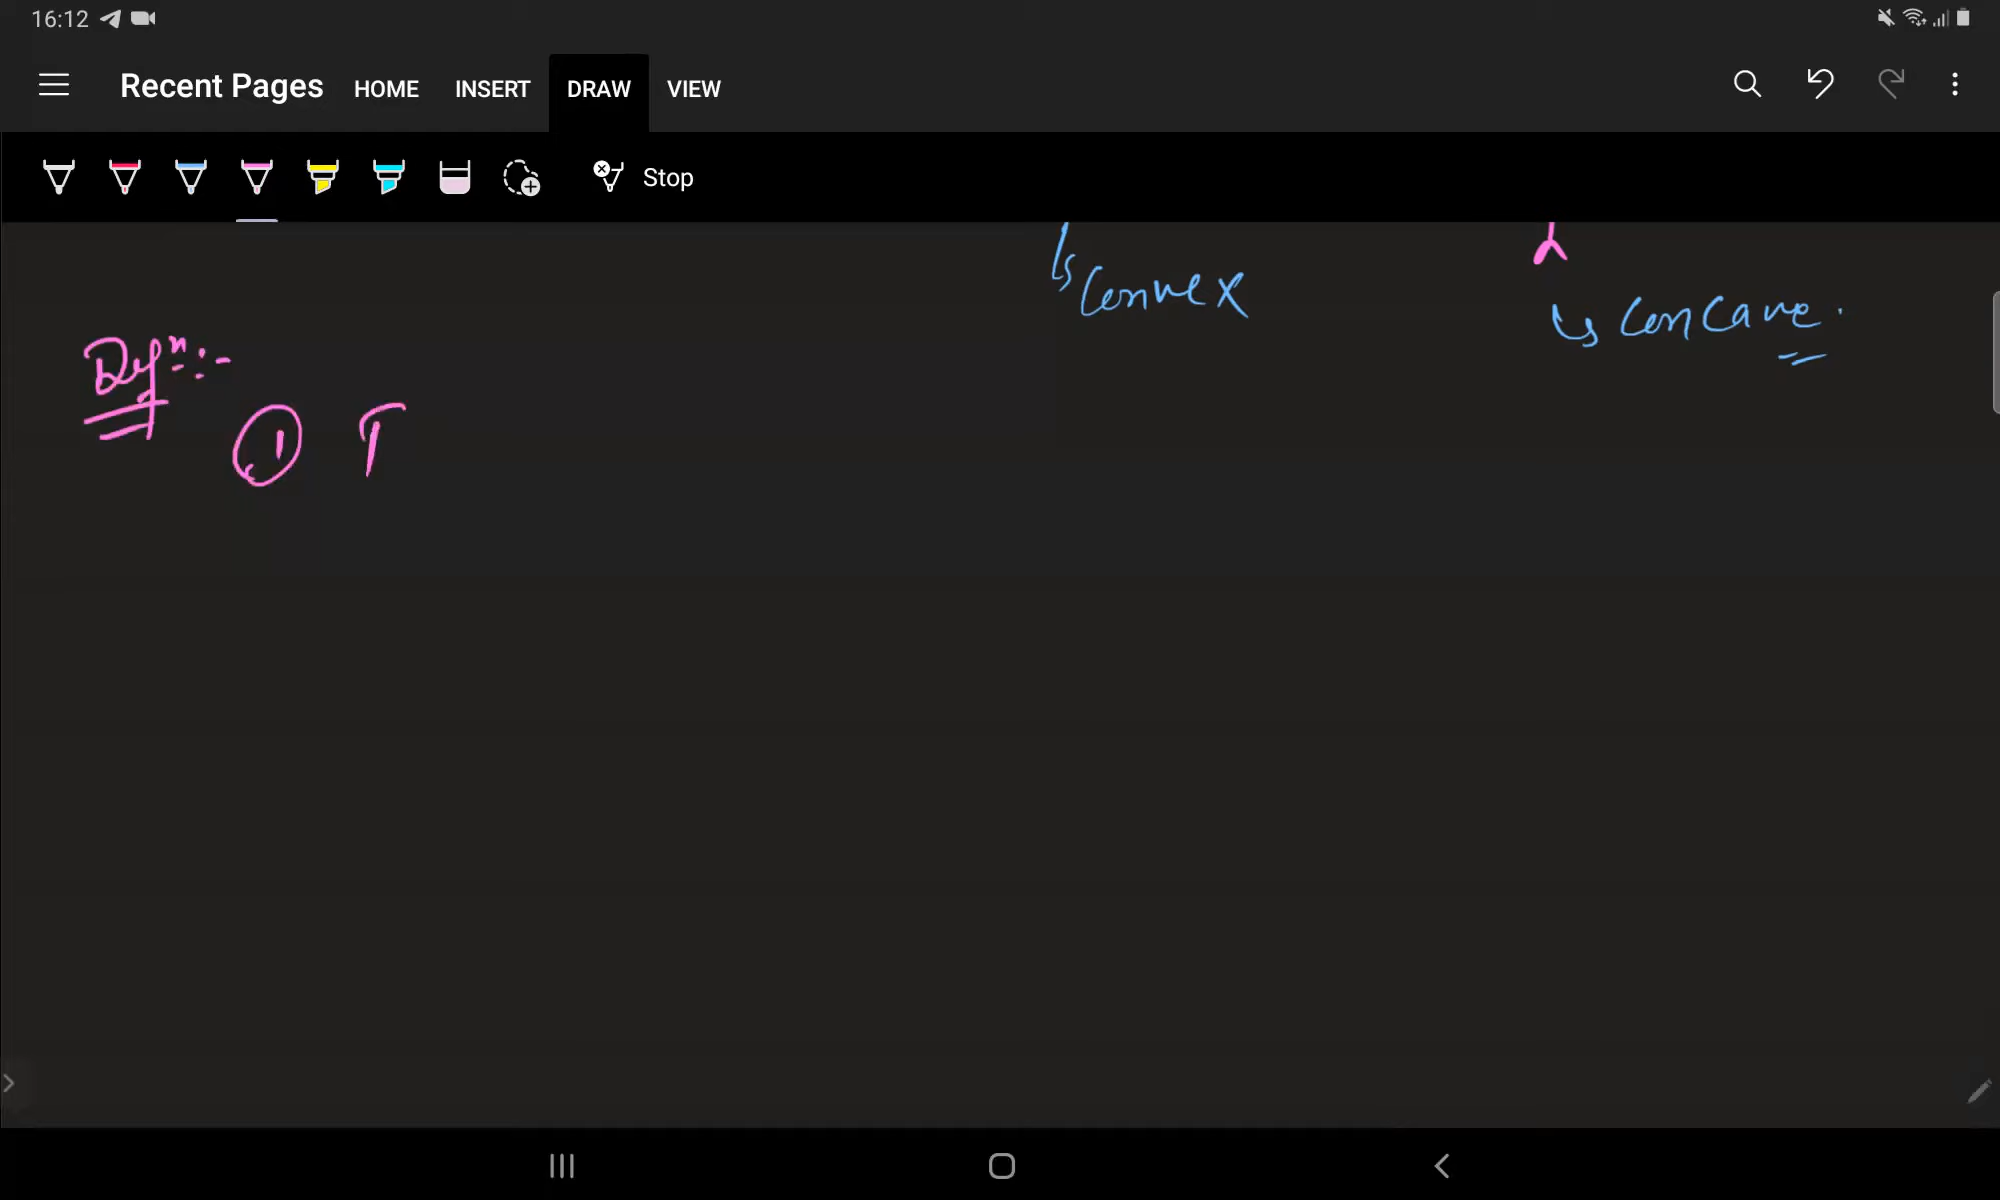 16:12
Recent Pages HOME INSERT DRAW VIEW
Stop
Convex
Concave.
Defⁿ:-
① T